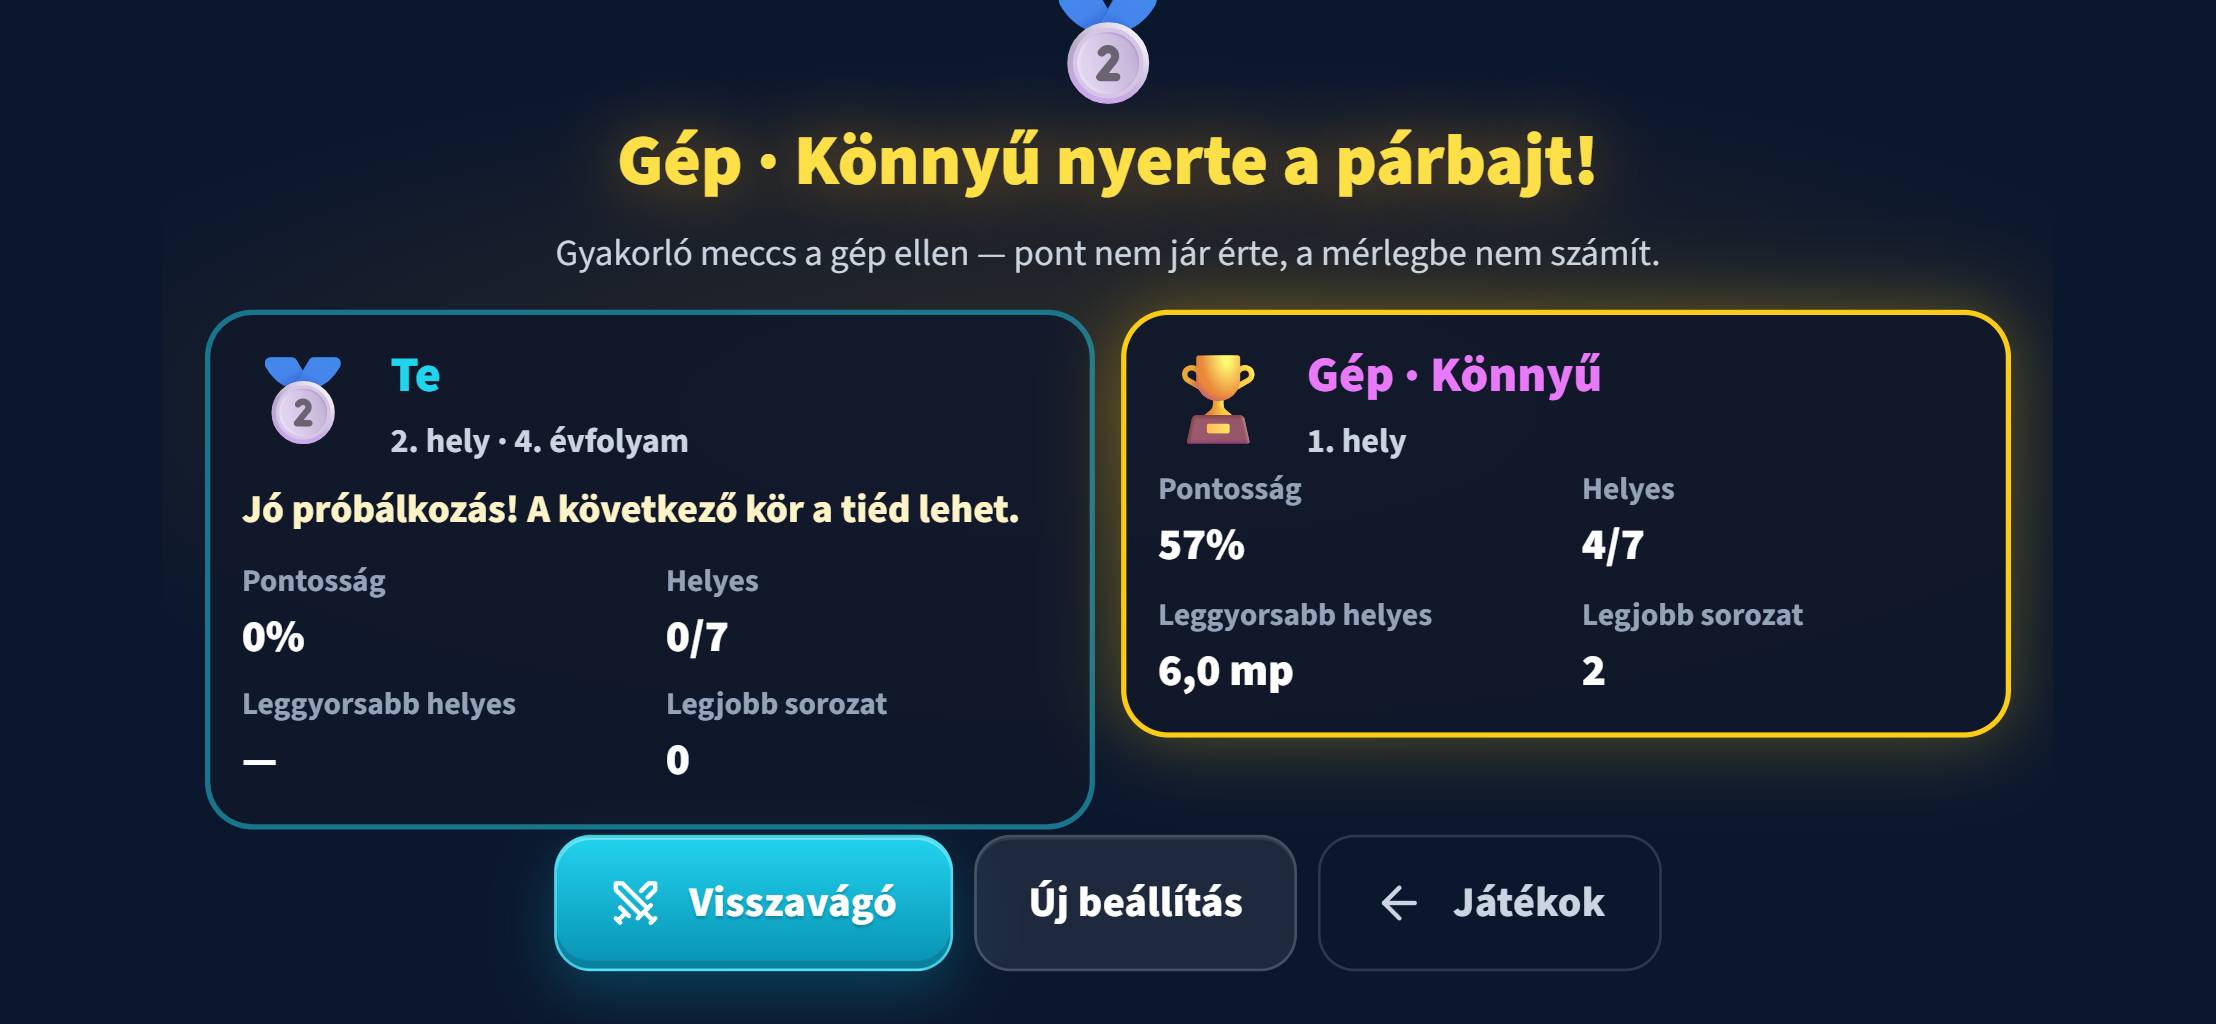 2
Gép · Könnyű nyerte a párbajt!
Gyakorló meccs a gép ellen — pont nem jár érte, a mérlegbe nem számít.
2
Te
2. hely · 4. évfolyam
Jó próbálkozás! A következő kör a tiéd lehet.
Pontosság
0%
Helyes
0/7
Leggyorsabb helyes
—
Legjobb sorozat
0
Gép · Könnyű
1. hely
Pontosság
57%
Helyes
4/7
Leggyorsabb helyes
6,0 mp
Legjobb sorozat
2
Visszavágó
Új beállítás
Játékok